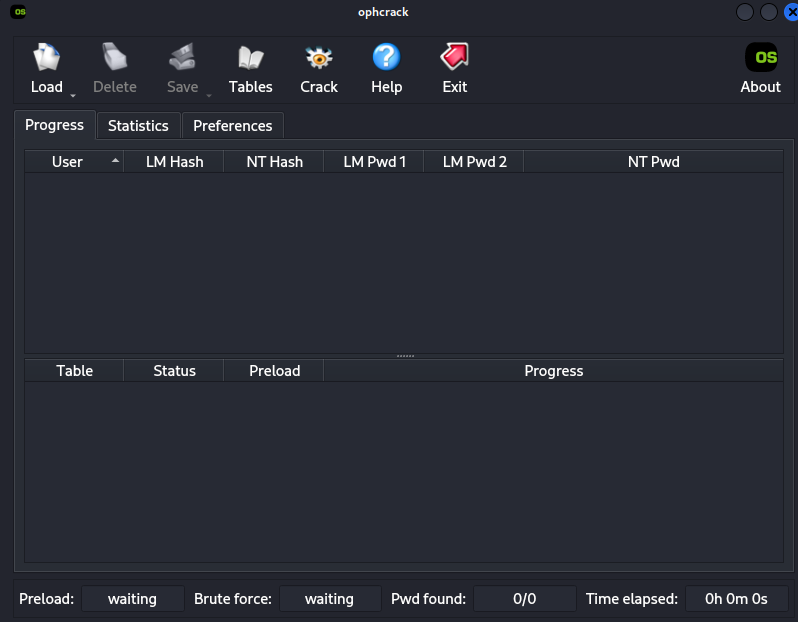 OS ophcrack
Load Delete Save Tables Crack Help Exit OS About
Progress Statistics Preferences
User LM Hash NT Hash LM Pwd 1 LM Pwd 2 NT Pwd
Table Status Preload Progress
Preload: waiting Brute force: waiting Pwd found: 0/0 Time elapsed: 0h 0m 0s